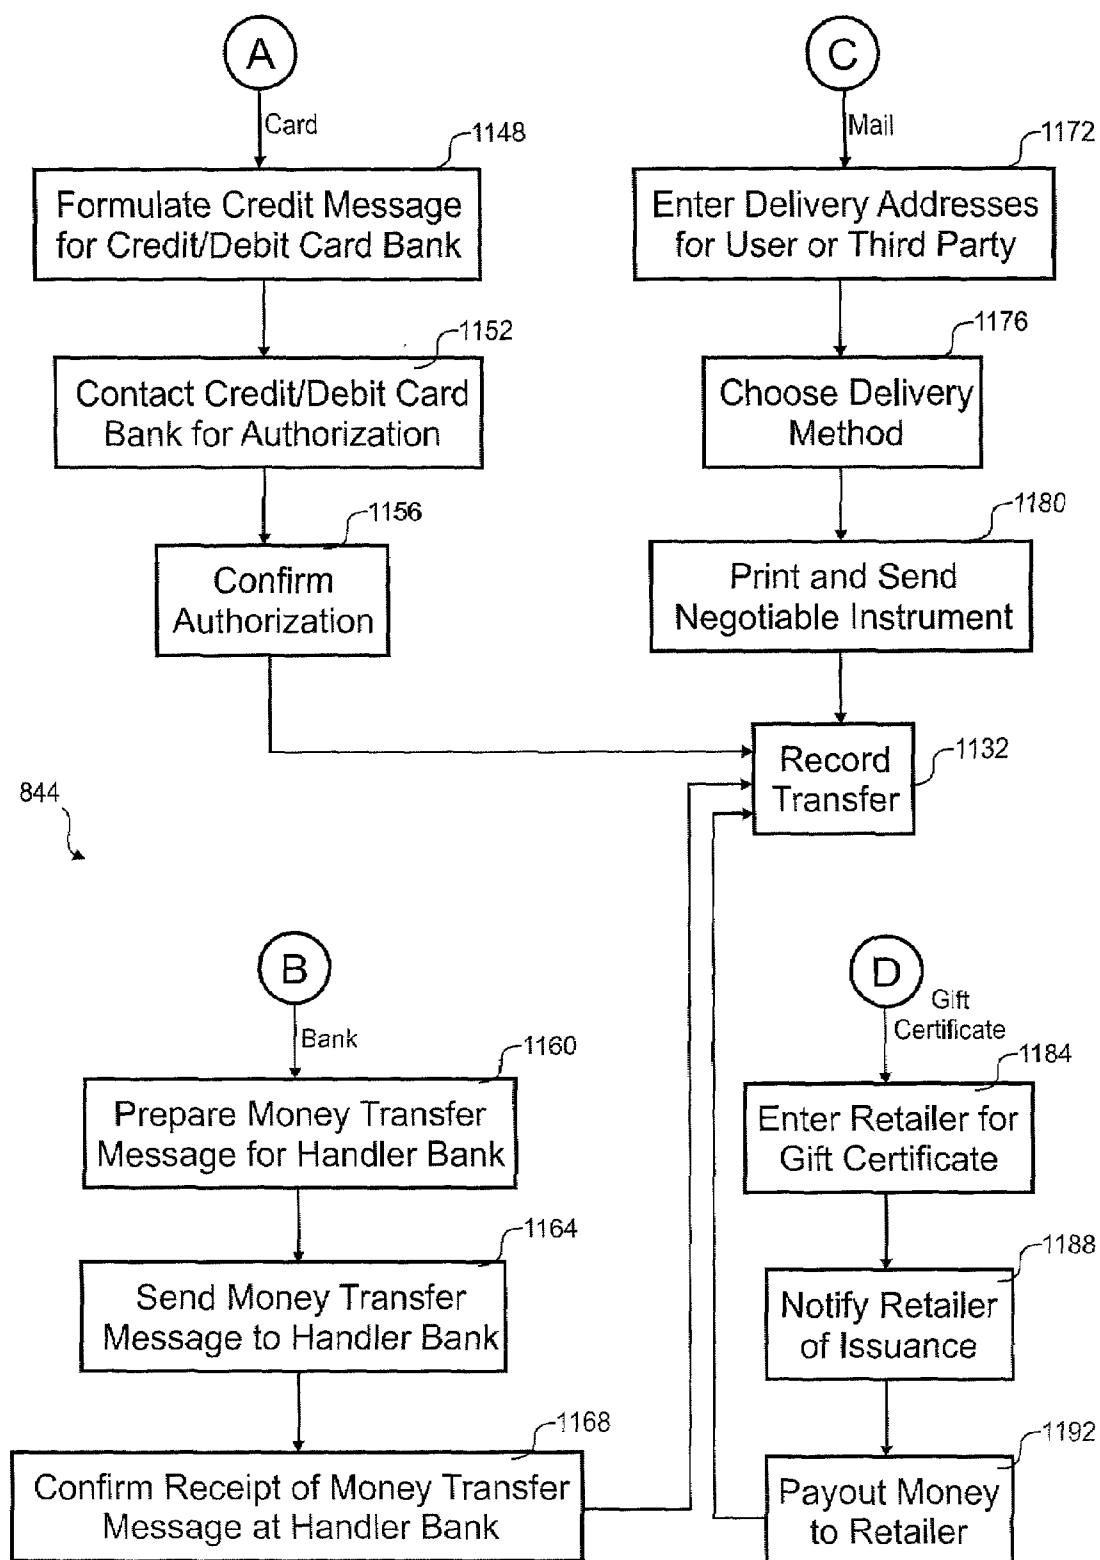 A
Card
1148
Formulate Credit Message
for Credit/Debit Card Bank
1152
Contact Credit/Debit Card
Bank for Authorization
1156
Confirm
Authorization
C
Mail
1172
Enter Delivery Addresses
for User or Third Party
1176
Choose Delivery
Method
1180
Print and Send
Negotiable Instrument
Record
Transfer
1132
844
B
Bank
1160
Prepare Money Transfer
Message for Handler Bank
1164
Send Money Transfer
Message to Handler Bank
1168
Confirm Receipt of Money Transfer
Message at Handler Bank
D
Gift
Certificate
1184
Enter Retailer for
Gift Certificate
1188
Notify Retailer
of Issuance
1192
Payout Money
to Retailer